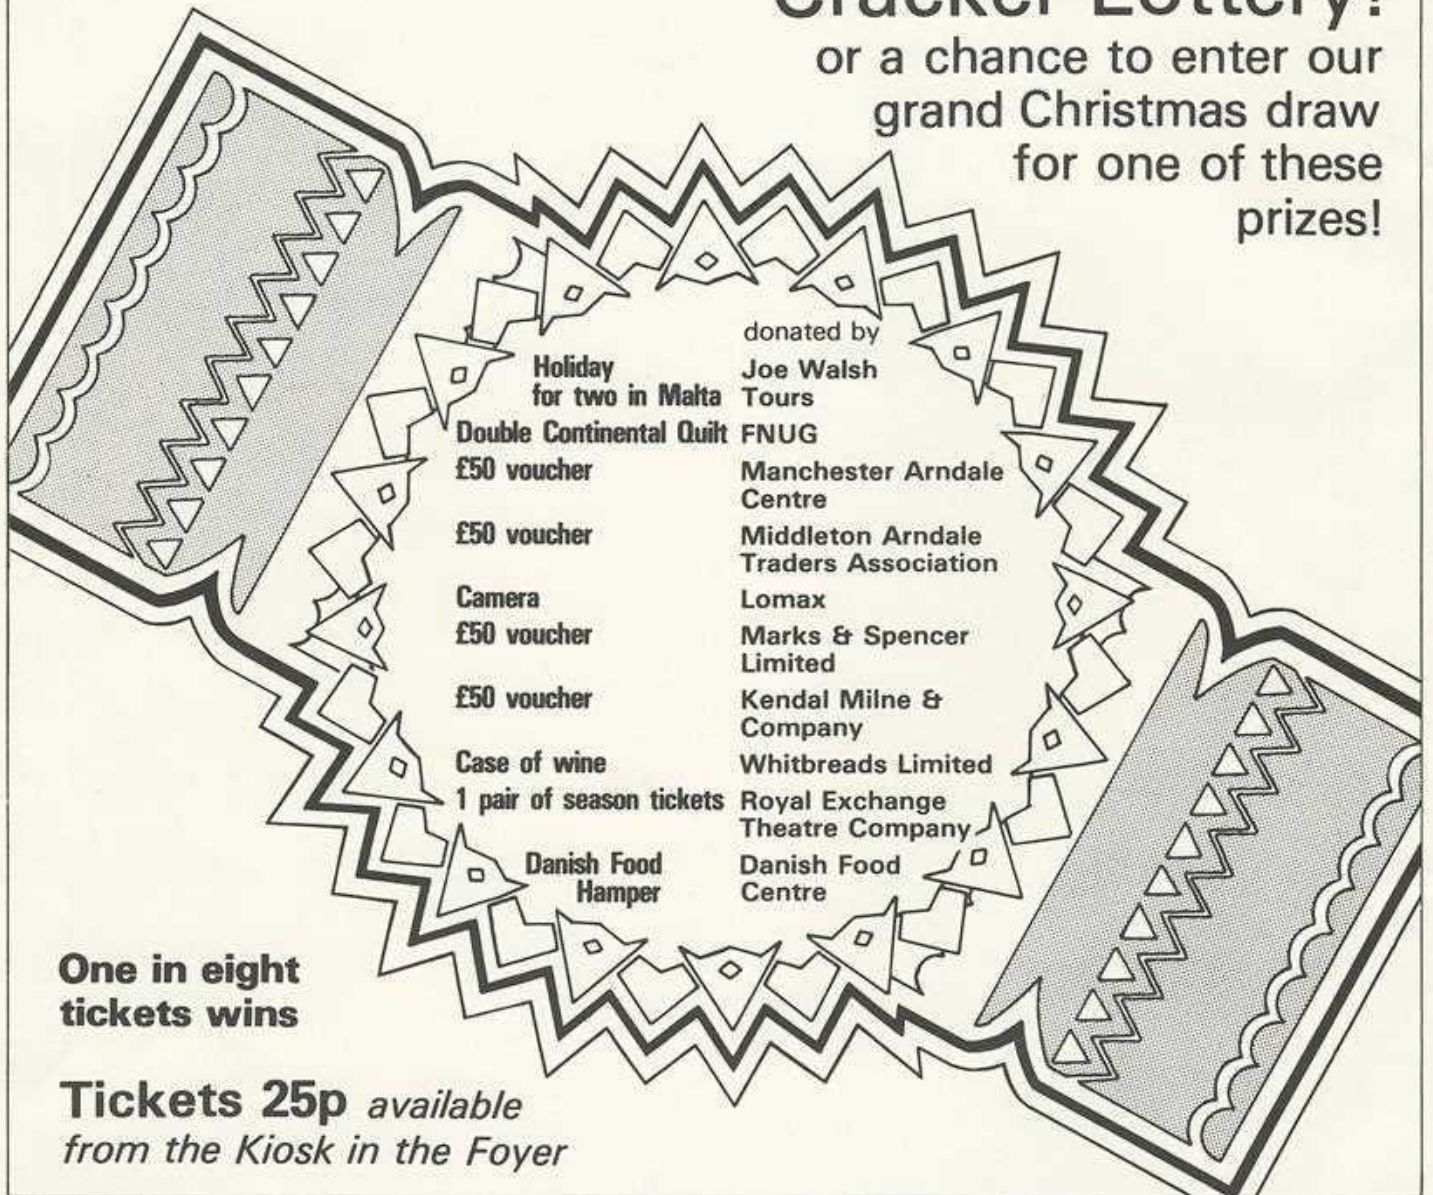 Cracker Lottery!
or a chance to enter our
grand Christmas draw
for one of these
prizes!
donated by
Holiday Joe Walsh
for two in Malta Tours
Double Continental Quilt FNUG
£50 voucher Manchester Arndale
Centre
£50 voucher Middleton Arndale
Traders Association
Camera Lomax
£50 voucher Marks & Spencer
Limited
£50 voucher Kendal Milne &
Company
Case of wine Whitbreads Limited
1 pair of season tickets Royal Exchange
Theatre Company
Danish Food Danish Food
Hamper Centre
One in eight
tickets wins
Tickets 25p available
from the Kiosk in the Foyer